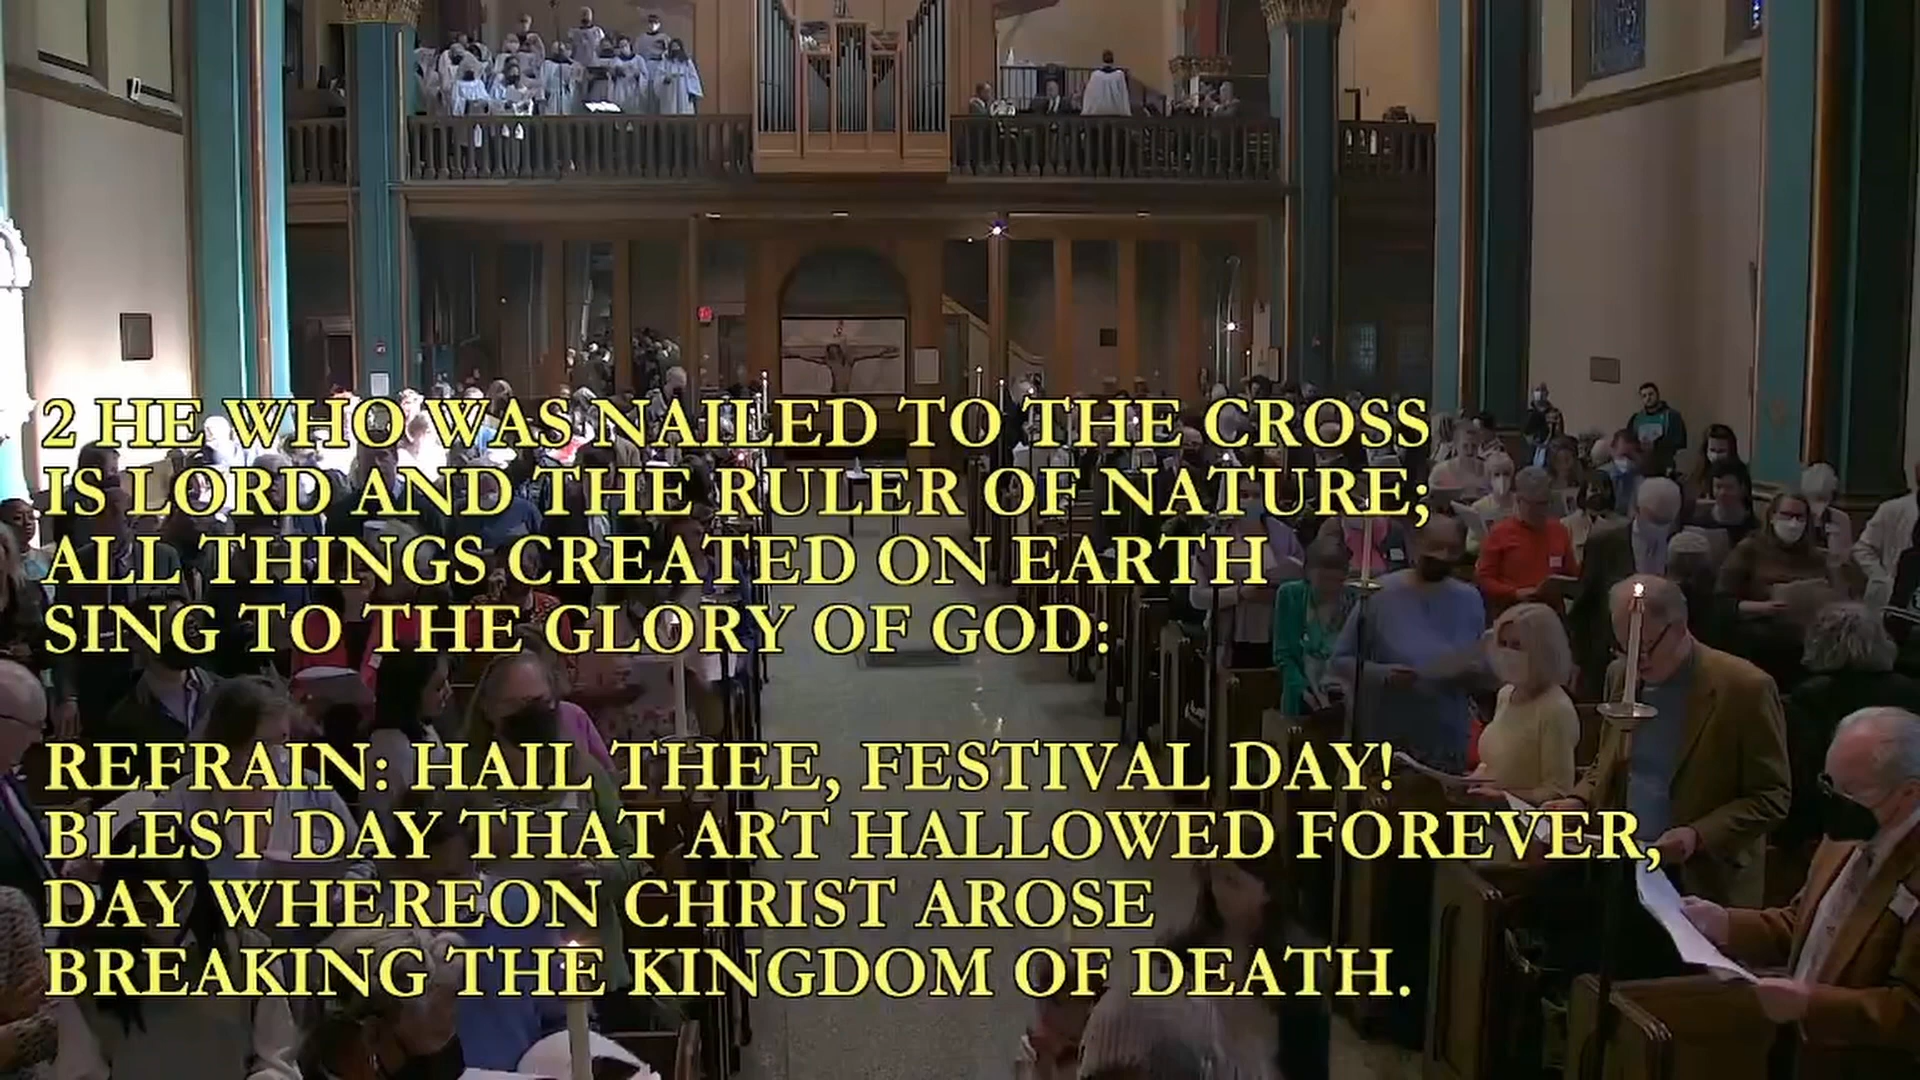 2 HE WHO WAS NAILED TO THE CROSS
IS LORD AND THE RULER OF NATURE;
ALL THINGS CREATED ON EARTH
SING TO THE GLORY OF GOD:
REFRAIN: HAIL THEE, FESTIVAL DAY!
BLEST DAY THAT ART HALLOWED FOREVER,
DAY WHEREON CHRIST AROSE
BREAKING THE KINGDOM OF DEATH.